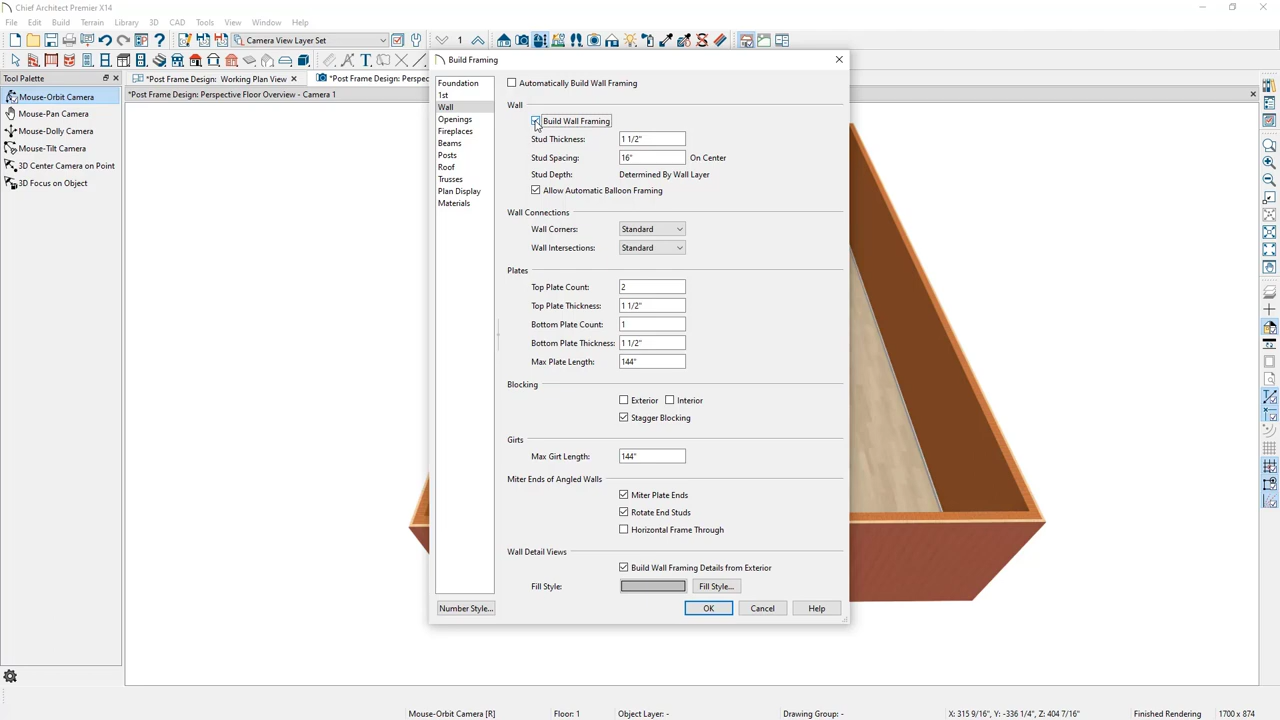 Chief Architect Premier X14
File Edit Build Terrain Library 3D CAD Tools View Window Help
Camera View Layer Set 1
Tool Palette
*Post Frame Design: Working Plan View
*Post Frame Design: Perspec
*Post Frame Design: Perspective Floor Overview - Camera 1
Mouse-Orbit Camera
Mouse-Pan Camera
Mouse-Dolly Camera
Mouse-Tilt Camera
3D Center Camera on Point
3D Focus on Object
Build Framing
Foundation
1st
Wall
Openings
Fireplaces
Beams
Posts
Roof
Trusses
Plan Display
Materials
Automatically Build Wall Framing
Wall
Build Wall Framing
Stud Thickness: 1 1/2"
Stud Spacing: 16" On Center
Stud Depth: Determined By Wall Layer
Allow Automatic Balloon Framing
Wall Connections
Wall Corners: Standard
Wall Intersections: Standard
Plates
Top Plate Count: 2
Top Plate Thickness: 1 1/2"
Bottom Plate Count: 1
Bottom Plate Thickness: 1 1/2"
Max Plate Length: 144"
Blocking
Exterior Interior
Stagger Blocking
Girts
Max Girt Length: 144"
Miter Ends of Angled Walls
Miter Plate Ends
Rotate End Studs
Horizontal Frame Through
Wall Detail Views
Build Wall Framing Details from Exterior
Fill Style: Fill Style...
Number Style... OK Cancel Help
Mouse-Orbit Camera [R] Floor: 1 Object Layer: - Drawing Group: - X: 315 9/16", Y: -336 1/4", Z: 404 7/16" Finished Rendering 1700 x 874